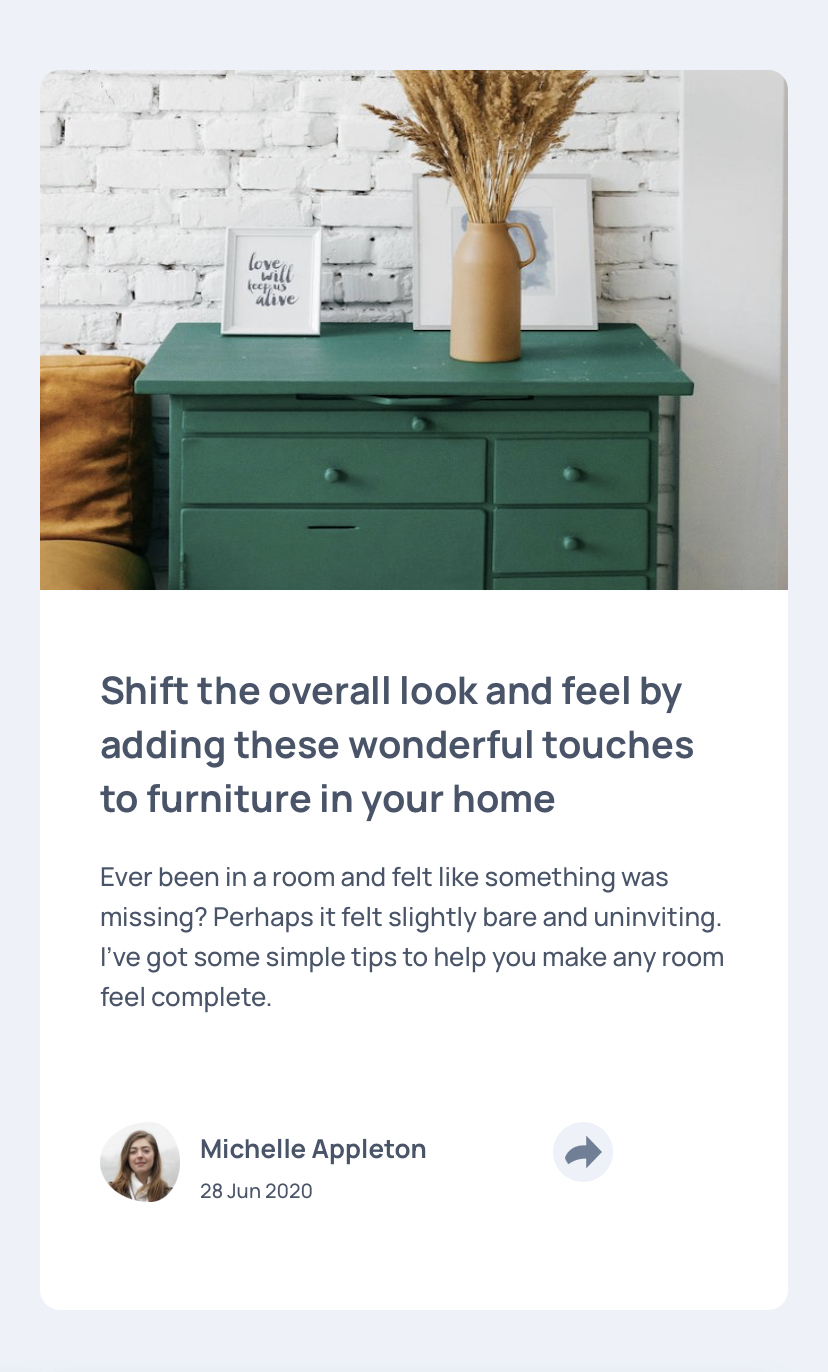 love
will
keep us
alive
Shift the overall look and feel by
adding these wonderful touches
to furniture in your home
Ever been in a room and felt like something was
missing? Perhaps it felt slightly bare and uninviting.
I’ve got some simple tips to help you make any room
feel complete.
Michelle Appleton
28 Jun 2020